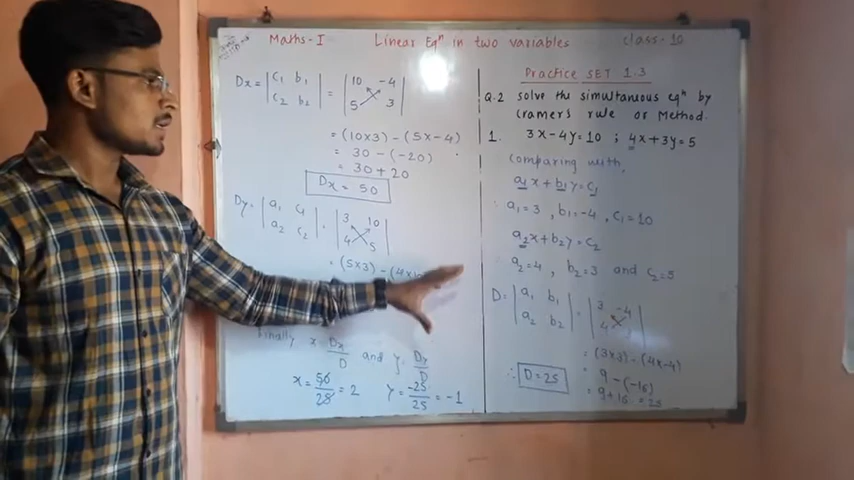 Maths-I Linear Eqⁿ in two variables class-10
Dx = | c₁ b₁ | = | 10 -4 |
| c₂ b₂ | | 5 3 |
= (10x3) - (5x-4)
= 30 - (-20)
= 30 + 20
Dx = 50
Dy = | a₁ c₁ | = | 3 10 |
| a₂ c₂ | | 4 5 |
= (5x3) - (4x10
Finally x = Dx/D and y = Dy/D
x = 50/25 = 2 y = -25/25 = -1
Practice SET 1.3
Q.2 solve the simultaneous eqⁿ by
cramer's rule or Method.
1. 3x-4y=10 ; 4x+3y=5
comparing with,
a₁x + b₁y = c₁
∴ a₁=3, b₁=-4, c₁=10
a₂x + b₂y = c₂
∴ a₂=4, b₂=3 and c₂=5
D = | a₁ b₁ | = | 3 -4 |
| a₂ b₂ | | 4 3 |
= (3x3) - (4x-4)
= 9 - (-16)
= 9+16 = 25
∴ D = 25